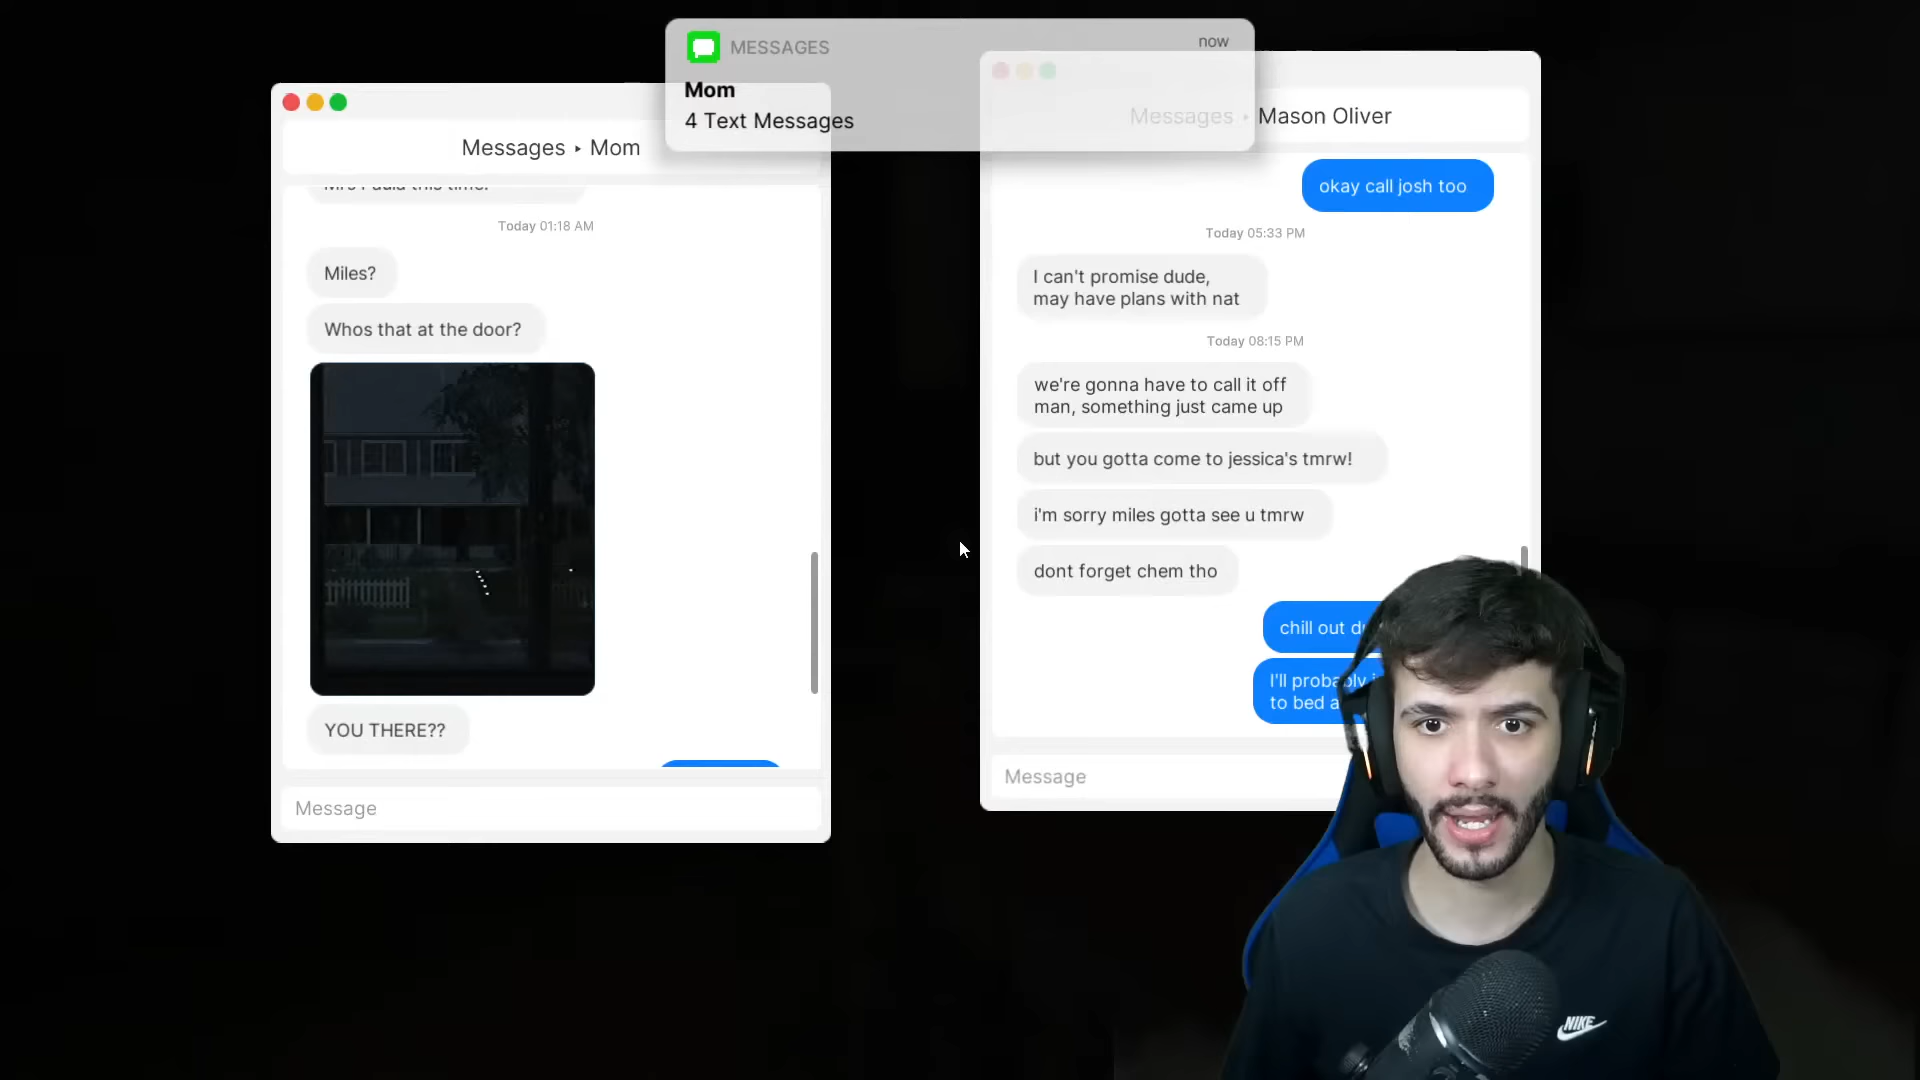 MESSAGES
now
Mom
4 Text Messages
Messages ‣ Mom
Today 01:18 AM
Miles?
Whos that at the door?
YOU THERE??
Message
Messages ‣ Mason Oliver
okay call josh too
Today 05:33 PM
I can't promise dude,
may have plans with nat
Today 08:15 PM
we're gonna have to call it off
man, something just came up
but you gotta come to jessica's tmrw!
i'm sorry miles gotta see u tmrw
dont forget chem tho
chill out
I'll probably
to bed
Message
NIKE